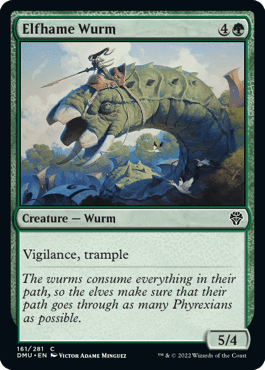 Elfhame Wurm 4
Creature — Wurm
Vigilance, trample
The wurms consume everything in their
path, so the elves make sure that their
path goes through as many Phyrexians
as possible.
5/4
161/281 C
DMU • EN Victor Adame Minguez
™ & © 2022 Wizards of the Coast